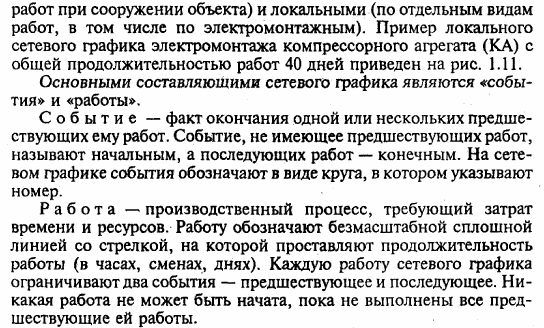 работ при сооружении объекта) и локальными (по отдельным видам
работ, в том числе по электромонтажным). Пример локального
сетевого графика электромонтажа компрессорного агрегата (КА) с
общей продолжительностью работ 40 дней приведен на рис. 1.11.
Основными составляющими сетевого графика являются «собы-
тия» и «работы».
Событие — факт окончания одной или нескольких предше-
ствующих ему работ. Событие, не имеющее предшествующих работ,
называют начальным, а последующих работ — конечным. На сете-
вом графике события обозначают в виде круга, в котором указывают
номер.
Работа — производственный процесс, требующий затрат
времени и ресурсов. Работу обозначают безмасштабной сплошной
линией со стрелкой, на которой проставляют продолжительность
работы (в часах, сменах, днях). Каждую работу сетевого графика
ограничивают два события — предшествующее и последующее. Ни-
какая работа не может быть начата, пока не выполнены все пред-
шествующие ей работы.